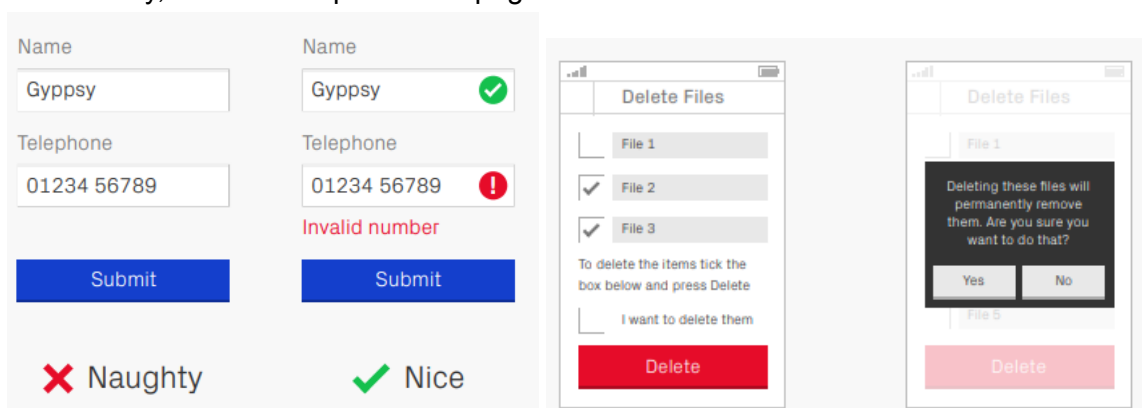 Name
Gyppsy
Telephone
01234 56789
Submit
Naughty
Name
Gyppsy
Telephone
01234 56789
Invalid number
Submit
Nice
Delete Files
File 1
File 2
File 3
To delete the items tick the
box below and press Delete
I want to delete them
Delete
Delete Files
File 1
Deleting these files will
permanently remove
them. Are you sure you
want to do that?
Yes No
File 5
Delete